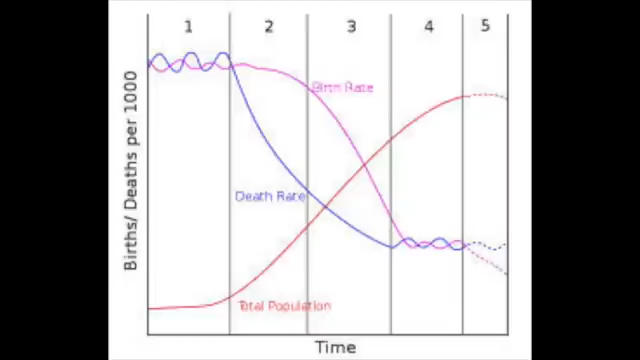 1 2 3 4 5
Birth Rate
Death Rate
Total Population
Births/ Deaths per 1000
Time